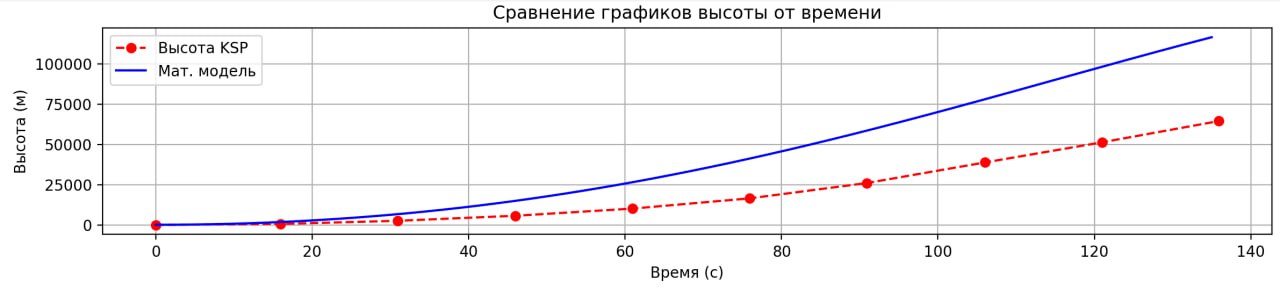 Сравнение графиков высоты от времени
Высота KSP
Мат. модель
Высота (м)
100000
75000
50000
25000
0
0 20 40 60 80 100 120 140
Время (с)